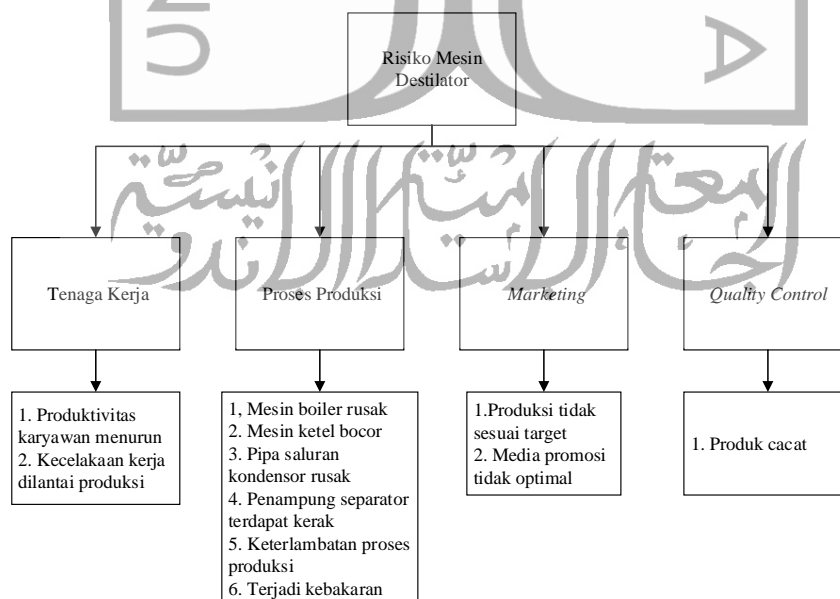 Risiko Mesin
Destilator
الجامعة الاسلامية الاندونيسية
Tenaga Kerja
Proses Produksi
Marketing
Quality Control
1. Produktivitas
karyawan menurun
2. Kecelakaan kerja
dilantai produksi
1, Mesin boiler rusak
2. Mesin ketel bocor
3. Pipa saluran
kondensor rusak
4. Penampung separator
terdapat kerak
5. Keterlambatan proses
produksi
6. Terjadi kebakaran
1.Produksi tidak
sesuai target
2. Media promosi
tidak optimal
1. Produk cacat